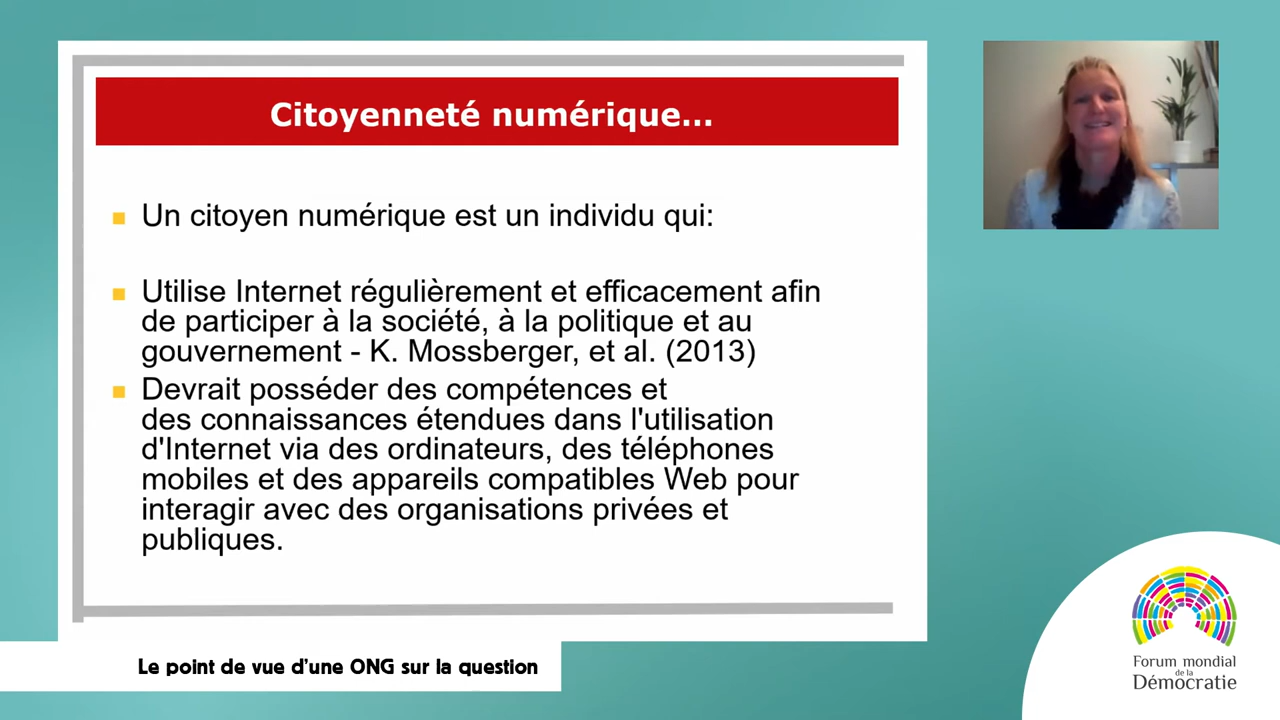 Citoyenneté numérique...
Un citoyen numérique est un individu qui:
Utilise Internet régulièrement et efficacement afin
de participer à la société, à la politique et au
gouvernement - K. Mossberger, et al. (2013)
Devrait posséder des compétences et
des connaissances étendues dans l'utilisation
d'Internet via des ordinateurs, des téléphones
mobiles et des appareils compatibles Web pour
interagir avec des organisations privées et
publiques.
Le point de vue d'une ONG sur la question
Forum mondial
de la
Démocratie